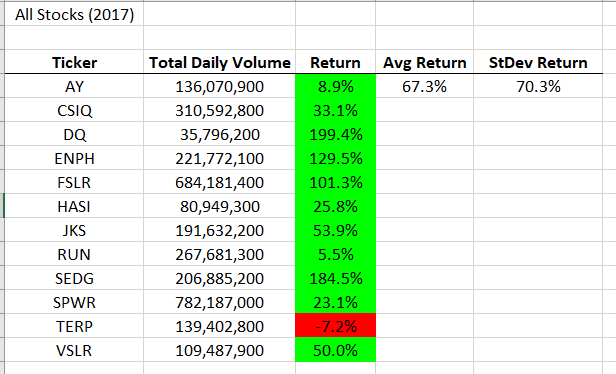 All Stocks (2017)
Ticker Total Daily Volume Return Avg Return StDev Return
AY 136,070,900 8.9% 67.3% 70.3%
CSIQ 310,592,800 33.1%
DQ 35,796,200 199.4%
ENPH 221,772,100 129.5%
FSLR 684,181,400 101.3%
HASI 80,949,300 25.8%
JKS 191,632,200 53.9%
RUN 267,681,300 5.5%
SEDG 206,885,200 184.5%
SPWR 782,187,000 23.1%
TERP 139,402,800 -7.2%
VSLR 109,487,900 50.0%